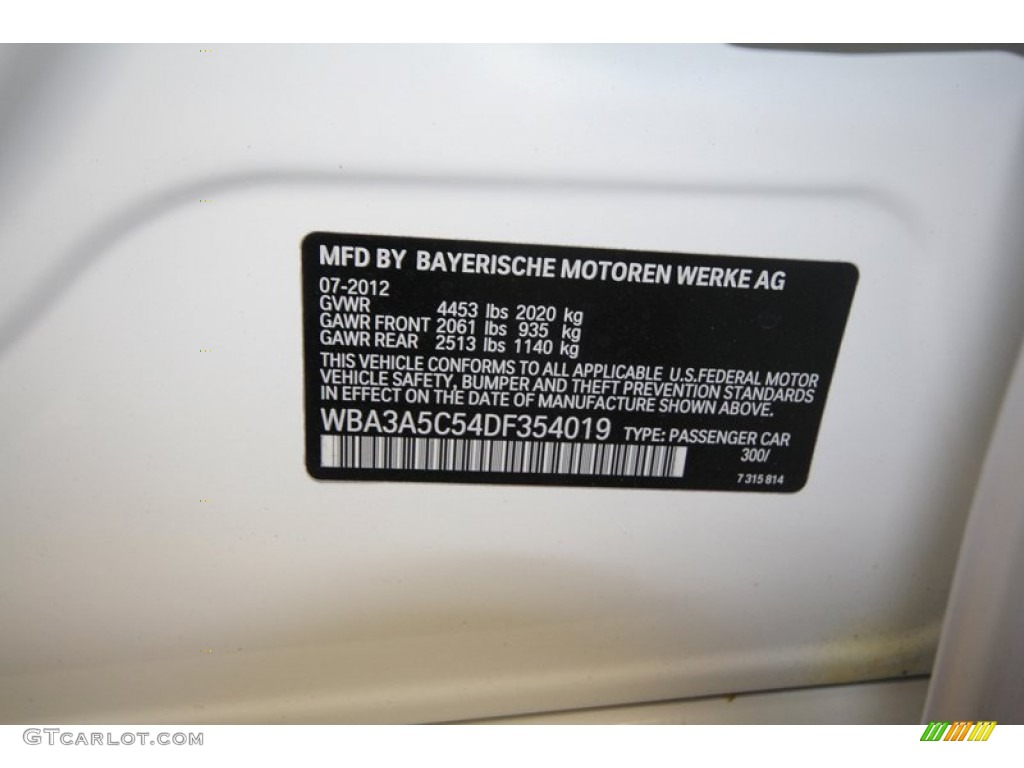 MFD BY BAYERISCHE MOTOREN WERKE AG
07-2012
GVWR 4453 lbs 2020 kg
GAWR FRONT 2061 lbs 935 kg
GAWR REAR 2513 lbs 1140 kg
THIS VEHICLE CONFORMS TO ALL APPLICABLE U.S.FEDERAL MOTOR
VEHICLE SAFETY, BUMPER AND THEFT PREVENTION STANDARDS
IN EFFECT ON THE DATE OF MANUFACTURE SHOWN ABOVE.
WBA3A5C54DF354019 TYPE: PASSENGER CAR
300/
7 315 814
GTCARLOT.COM